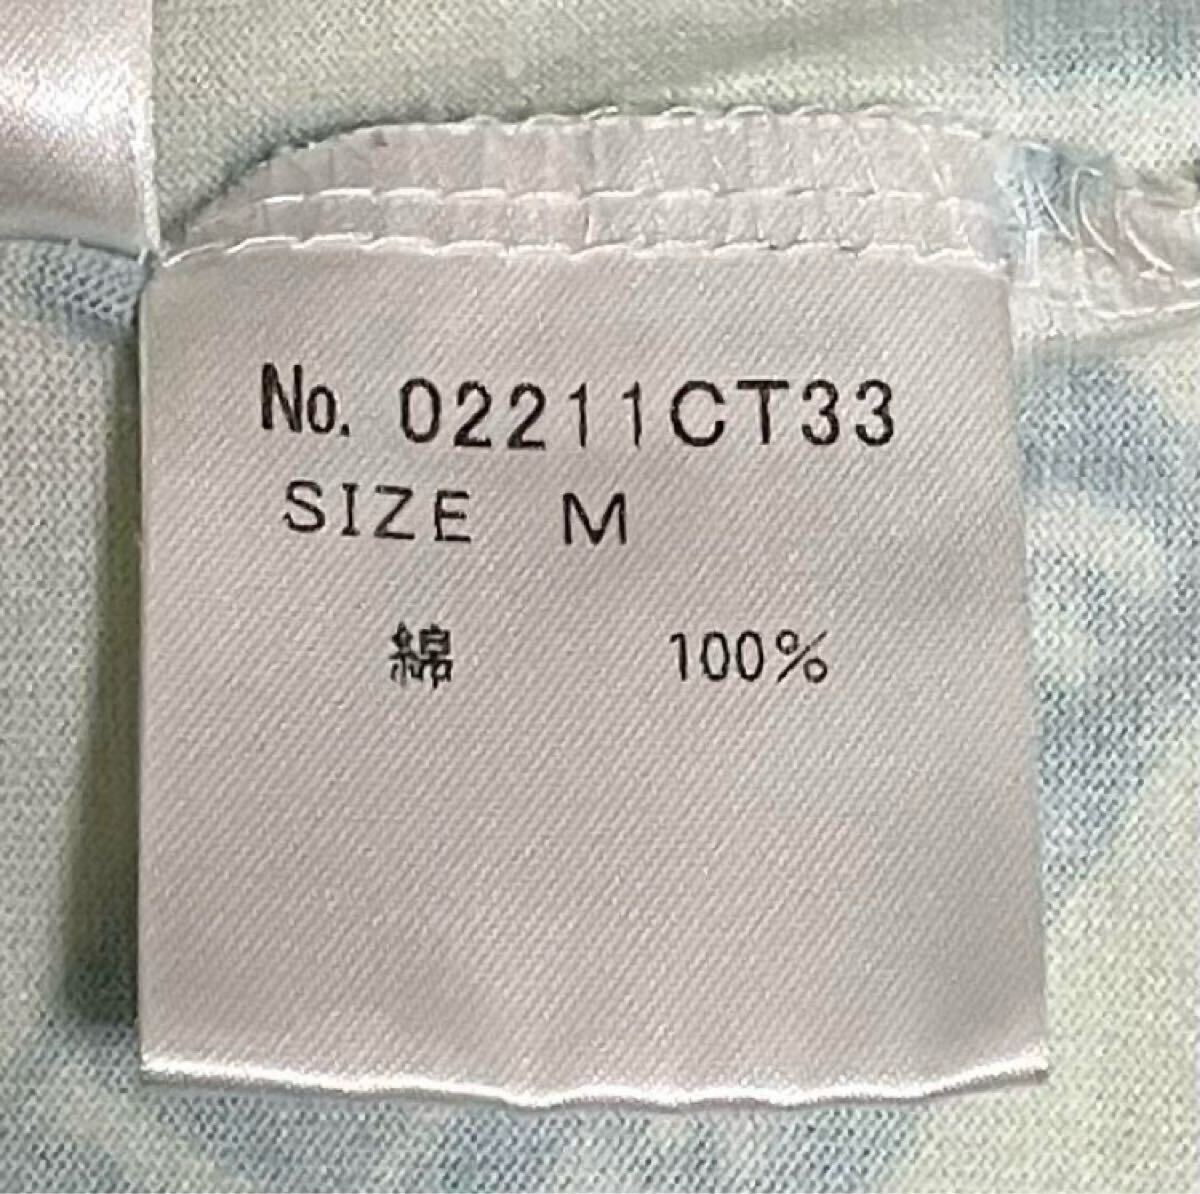 No. 02211CT33
SIZE M
綿 100%